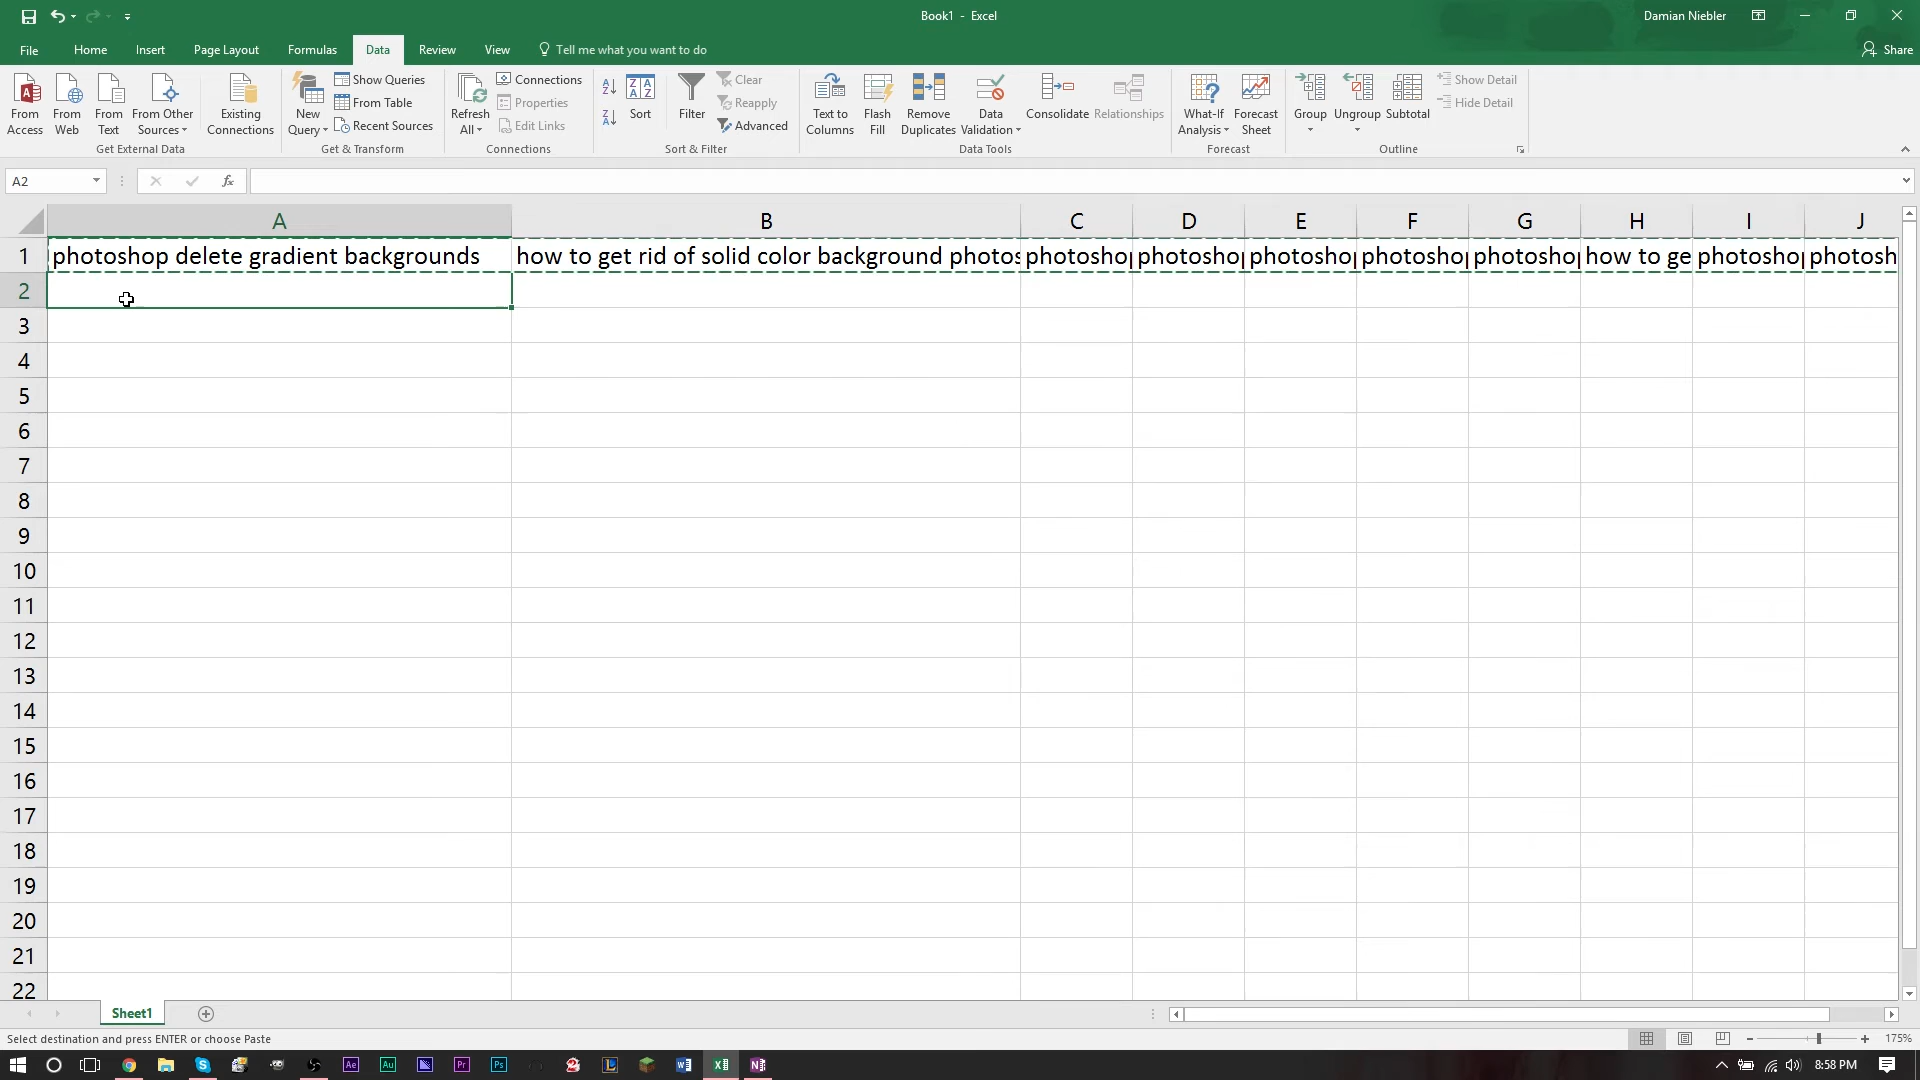 Book1 - Excel
Damian Niebler
File Home Insert Page Layout Formulas Data Review View Tell me what you want to do
Share
From Access
From Web
From Text
From Other Sources
Existing Connections
Get External Data
New Query
Show Queries
From Table
Recent Sources
Get & Transform
Refresh All
Connections
Properties
Edit Links
Connections
Sort
Filter
Clear
Reapply
Advanced
Sort & Filter
Text to Columns
Flash Fill
Remove Duplicates
Data Validation
Consolidate
Relationships
Data Tools
What-If Analysis
Forecast Sheet
Forecast
Group
Ungroup
Subtotal
Show Detail
Hide Detail
Outline
A2
fx
A B C D E F G H I J
1 photoshop delete gradient backgrounds how to get rid of solid color background photos photoshop photoshop photoshop photoshop photoshop how to ge photoshop photosh
2
3
4
5
6
7
8
9
10
11
12
13
14
15
16
17
18
19
20
21
22
Sheet1
Select destination and press ENTER or choose Paste
175%
8:58 PM